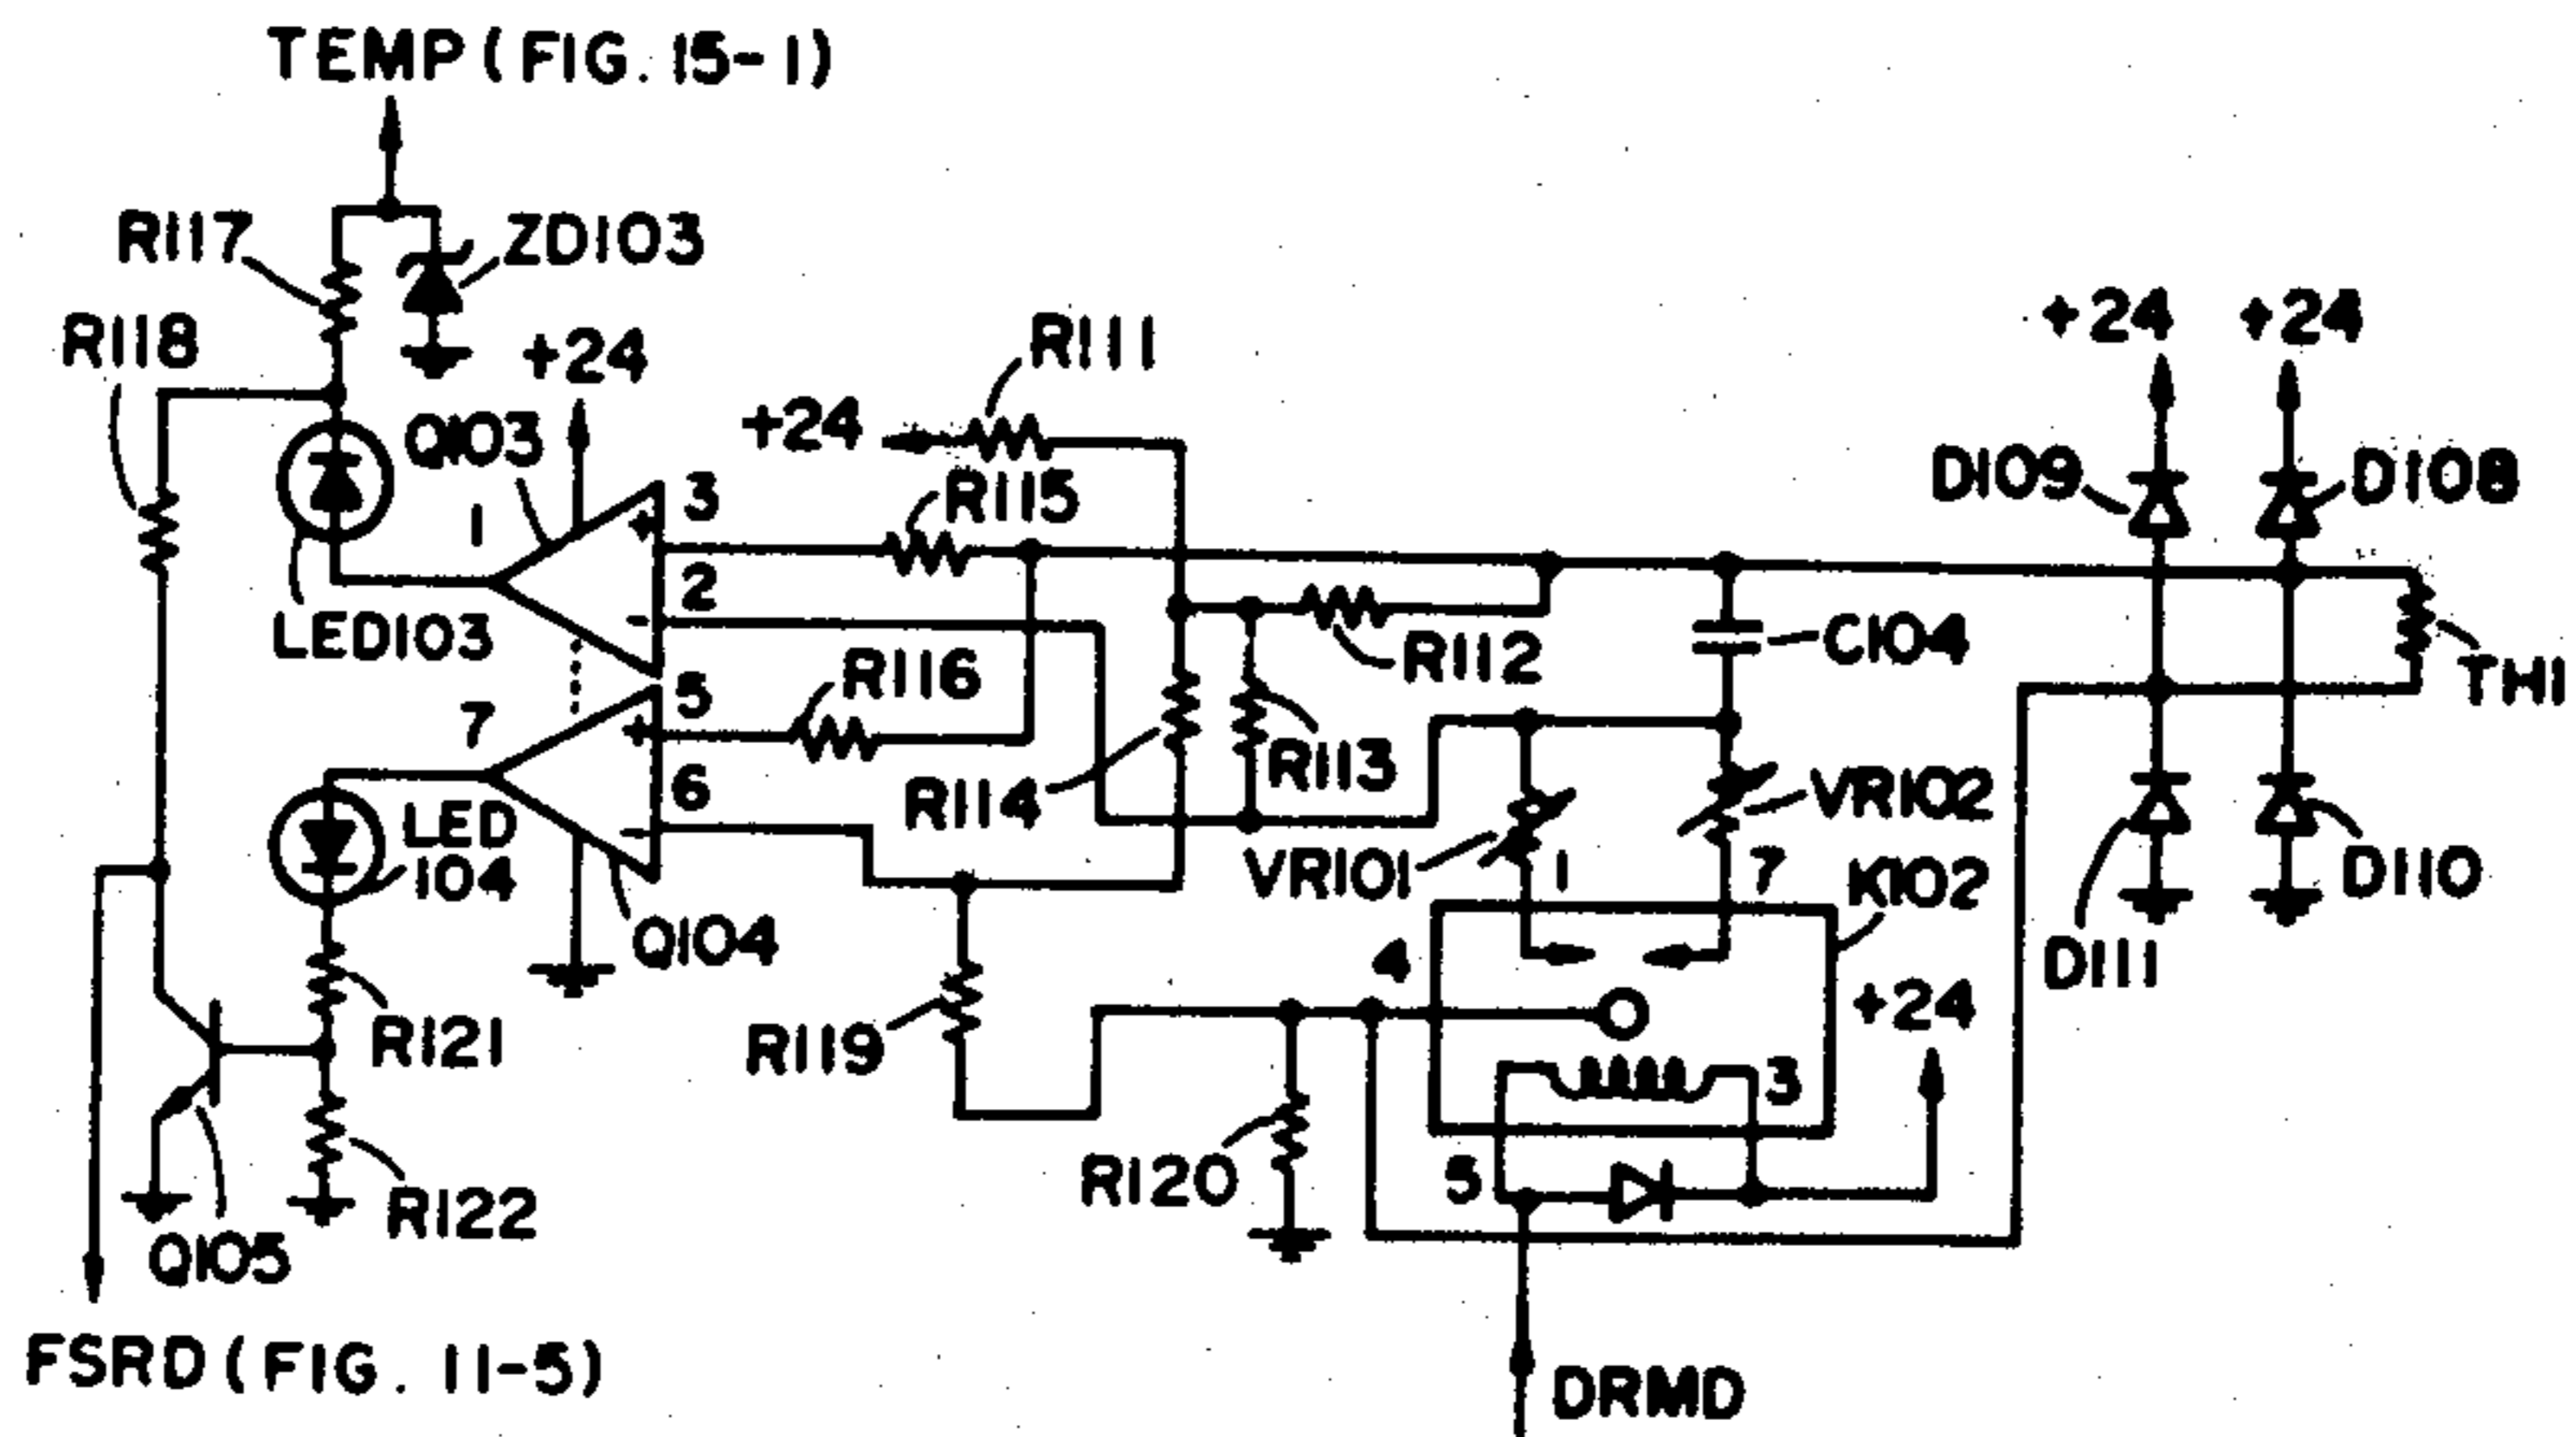 TEMP (FIG. 15-1)
R117
ZD103
R118
+24
R111
+24
+24
+24
Q103
1
3
+
R115
D109
D108
2
-
LED103
R112
C104
TH1
R116
5
7
+
R114
R113
6
-
VR102
LED
104
VR101
1
7
K102
D110
Q104
4
D111
+24
R121
R119
3
R120
5
R122
Q105
FSRD (FIG. 11-5)
DRMD